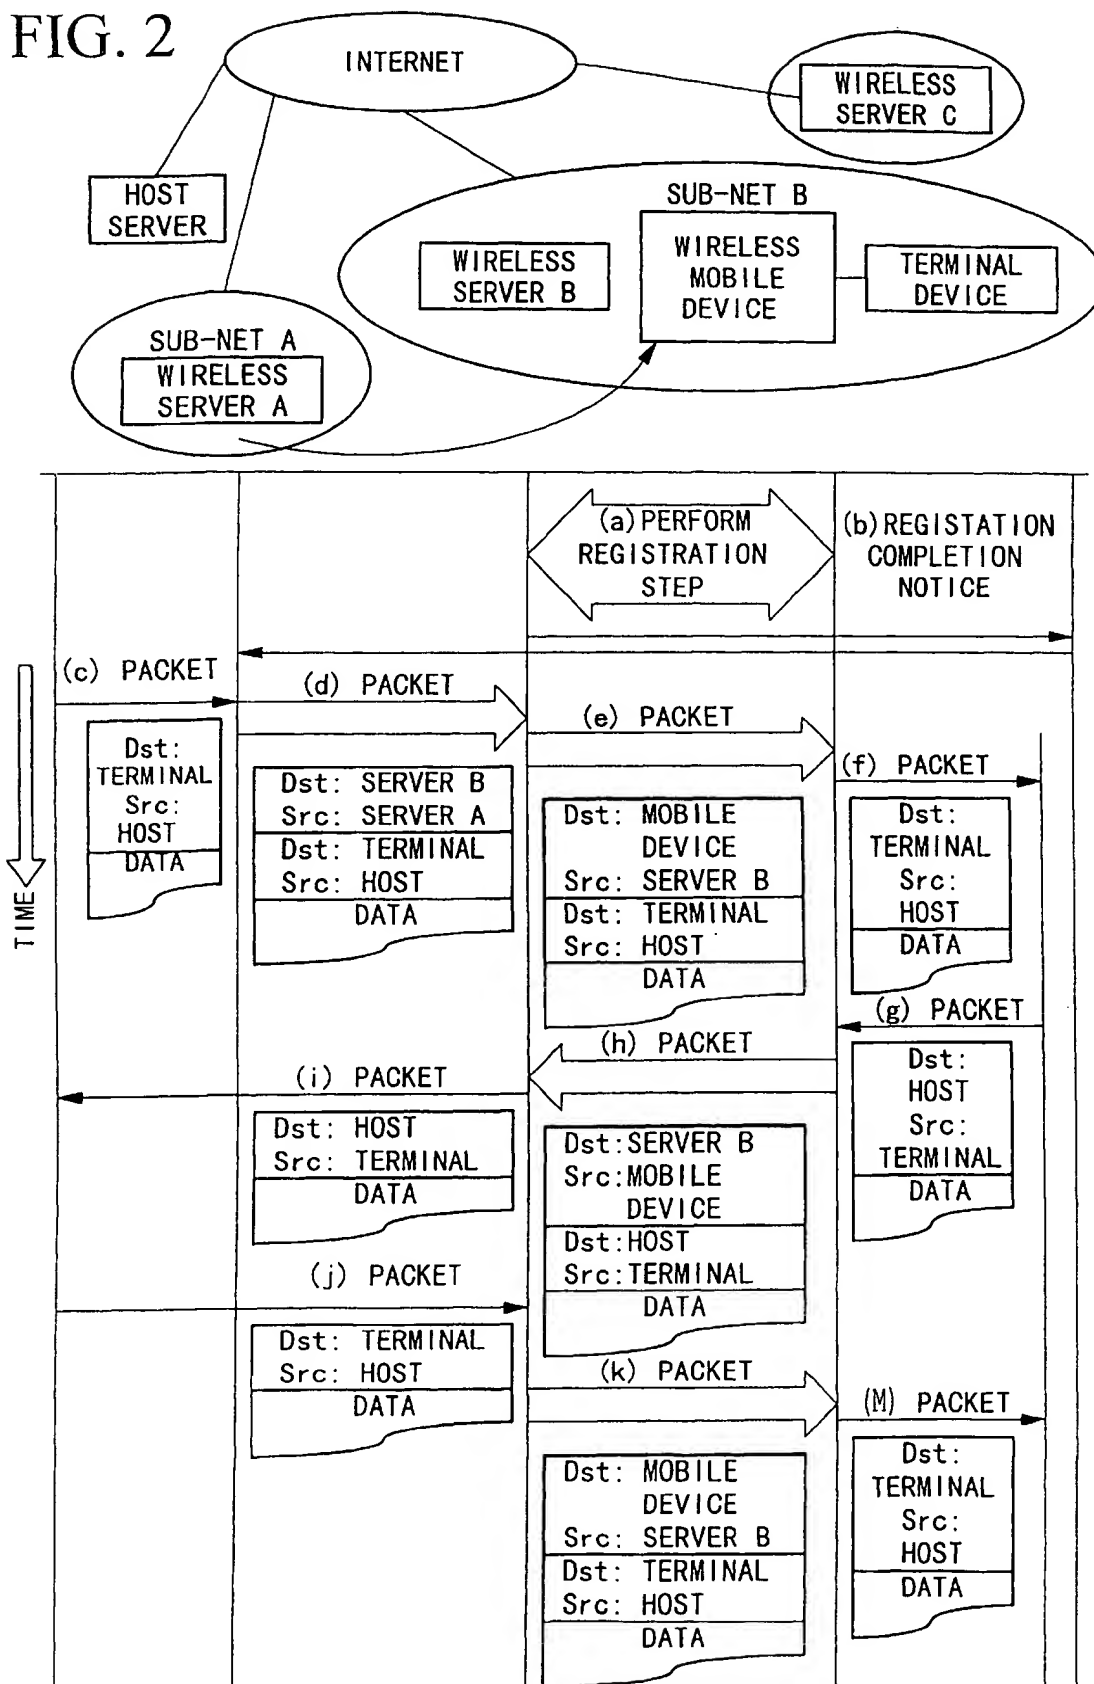 FIG. 2
INTERNET
WIRELESS
SERVER C
HOST
SERVER
SUB-NET B
WIRELESS
SERVER B
WIRELESS
MOBILE
DEVICE
TERMINAL
DEVICE
SUB-NET A
WIRELESS
SERVER A
(a)PERFORM
REGISTRATION
STEP
(b)REGISTATION
COMPLETION
NOTICE
TIME
(c) PACKET
Dst:
TERMINAL
Src:
HOST
DATA
(d) PACKET
Dst: SERVER B
Src: SERVER A
Dst: TERMINAL
Src: HOST
DATA
(e) PACKET
Dst: MOBILE
DEVICE
Src: SERVER B
Dst: TERMINAL
Src: HOST
DATA
(f) PACKET
Dst:
TERMINAL
Src:
HOST
DATA
(g) PACKET
Dst:
HOST
Src:
TERMINAL
DATA
(h) PACKET
Dst:SERVER B
Src:MOBILE
DEVICE
Dst:HOST
Src:TERMINAL
DATA
(i) PACKET
Dst: HOST
Src: TERMINAL
DATA
(j) PACKET
Dst: TERMINAL
Src: HOST
DATA
(k) PACKET
Dst: MOBILE
DEVICE
Src: SERVER B
Dst: TERMINAL
Src: HOST
DATA
(M) PACKET
Dst:
TERMINAL
Src:
HOST
DATA